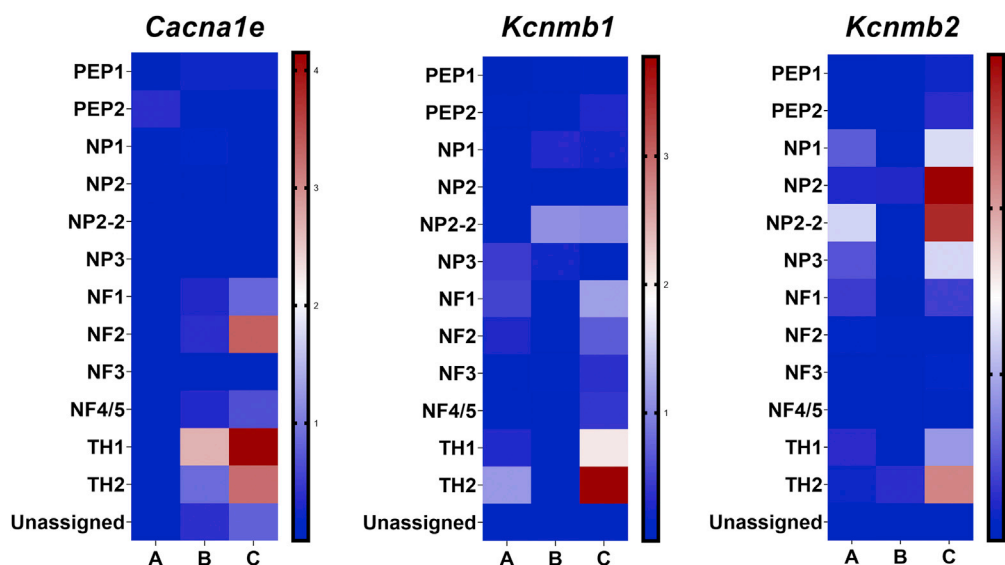 Cacna1e
PEP1
PEP2
NP1
NP2
NP2-2
NP3
NF1
NF2
NF3
NF4/5
TH1
TH2
Unassigned
A B C
4
3
2
1
Kcnmb1
PEP1
PEP2
NP1
NP2
NP2-2
NP3
NF1
NF2
NF3
NF4/5
TH1
TH2
Unassigned
A B C
3
2
1
Kcnmb2
PEP1
PEP2
NP1
NP2
NP2-2
NP3
NF1
NF2
NF3
NF4/5
TH1
TH2
Unassigned
A B C